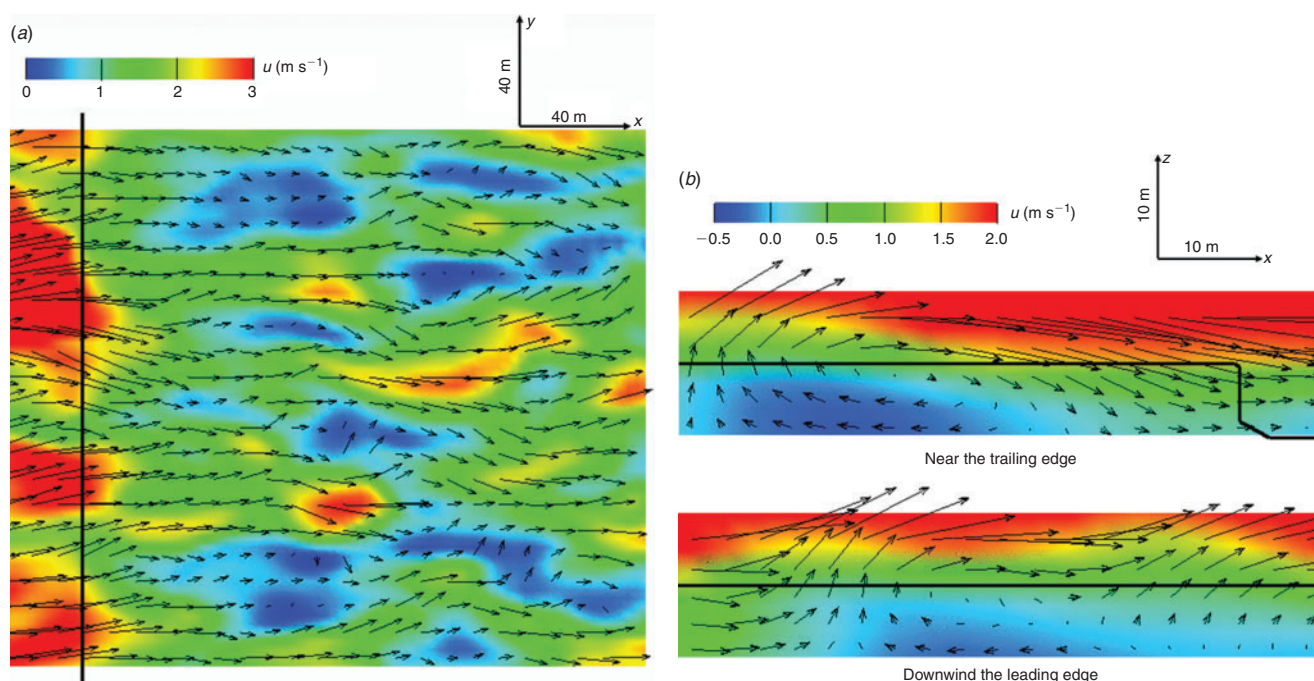 (a)
u (m s⁻¹)
0 1 2 3
y
40 m
40 m
x
(b)
u (m s⁻¹)
−0.5 0.0 0.5 1.0 1.5 2.0
z
10 m
10 m
x
Near the trailing edge
Downwind the leading edge